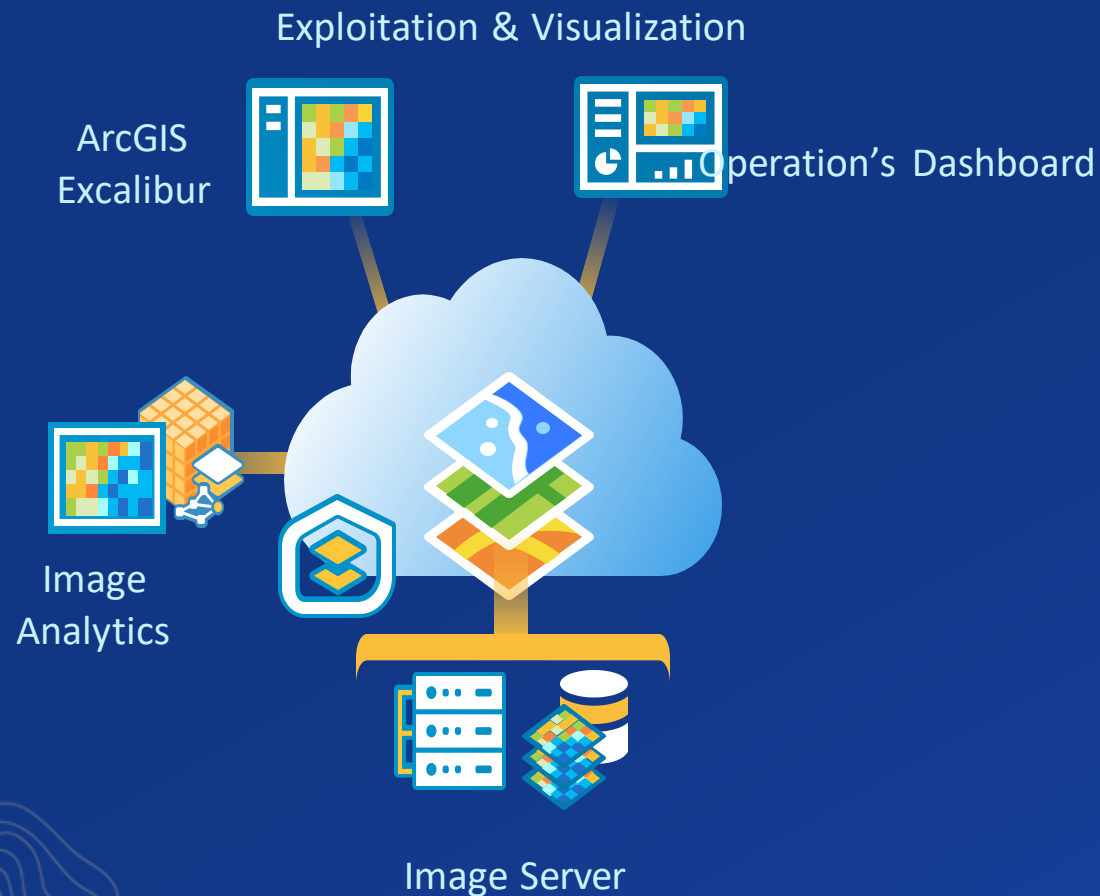 Exploitation & Visualization
ArcGIS
Excalibur
Operation’s Dashboard
Image
Analytics
Image Server